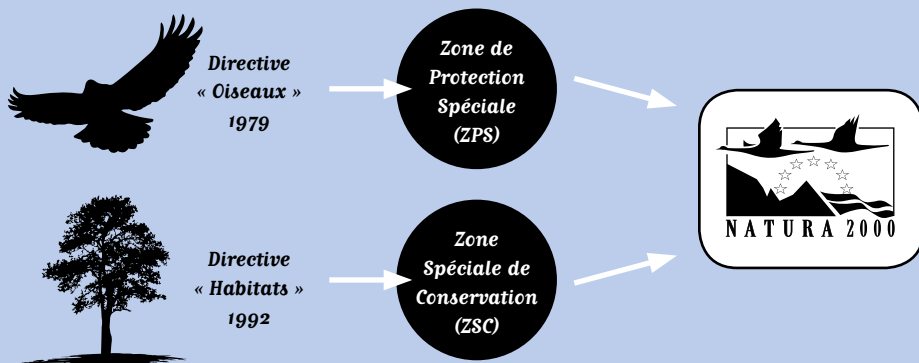 Directive
« Oiseaux »
1979
Zone de
Protection
Spéciale
(ZPS)
Directive
« Habitats »
1992
Zone
Spéciale de
Conservation
(ZSC)
NATURA 2000